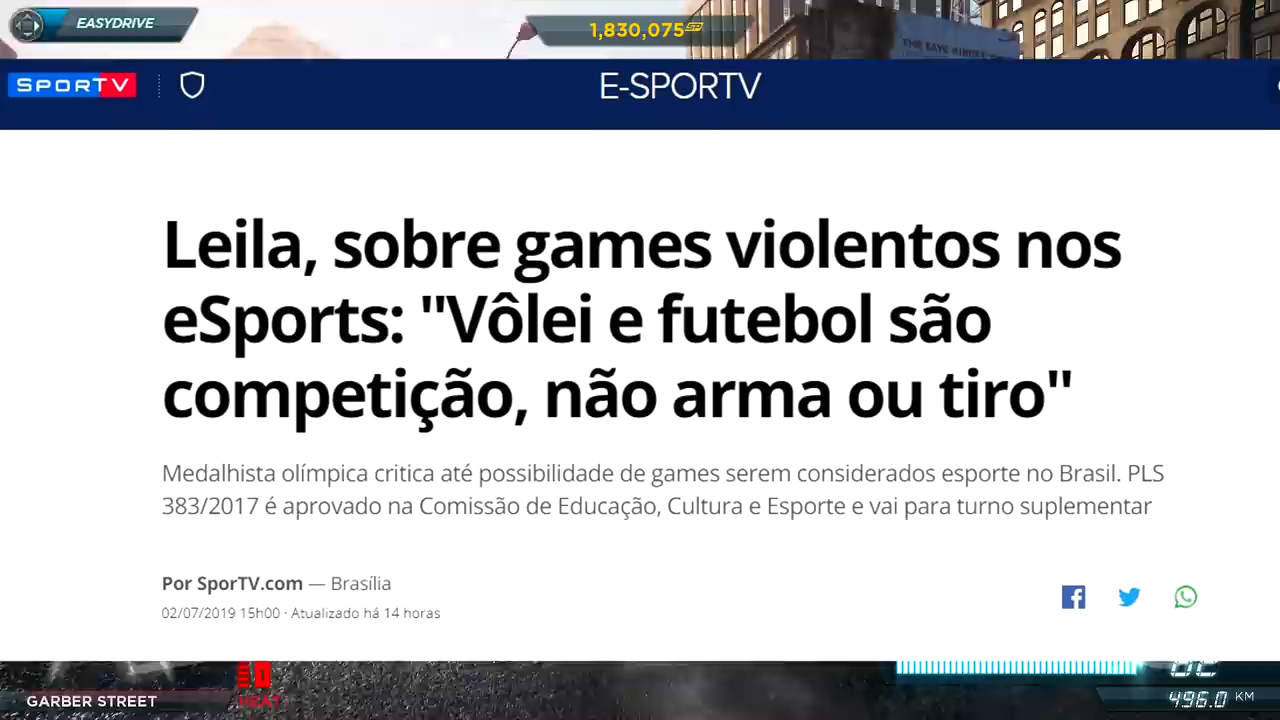 EASYDRIVE
1,830,075
SPORTV
E-SPORTV
Leila, sobre games violentos nos
eSports: "Vôlei e futebol são
competição, não arma ou tiro"
Medalhista olímpica critica até possibilidade de games serem considerados esporte no Brasil. PLS
383/2017 é aprovado na Comissão de Educação, Cultura e Esporte e vai para turno suplementar
Por SporTV.com — Brasília
02/07/2019 15h00 · Atualizado há 14 horas
GARBER STREET
HEAT
496.0 KM